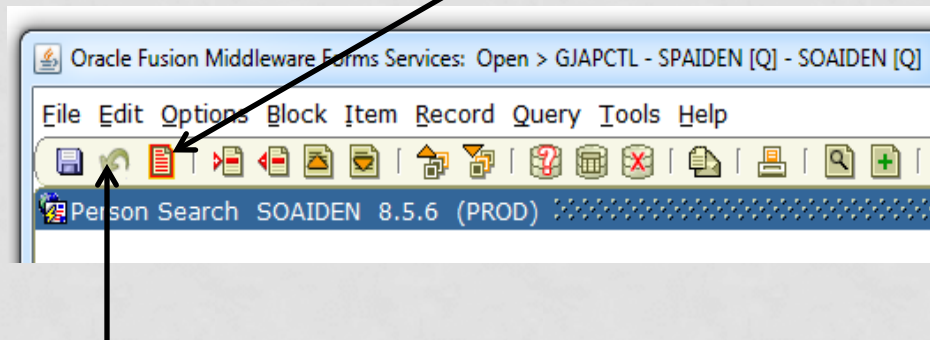 Oracle Fusion Middleware Forms Services: Open > GJAPCTL - SPAIDEN [Q] - SOAIDEN [Q]
File Edit Options Block Item Record Query Tools Help
Person Search SOAIDEN 8.5.6 (PROD)